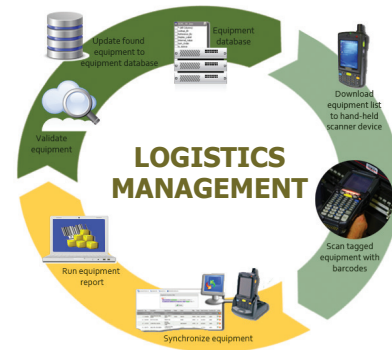 Update found
equipment to
equipment database
Equipment
database
Download
equipment list
to hand-held
scanner device
Validate
equipment
LOGISTICS
MANAGEMENT
Scan tagged
equipment with
barcodes
Run equipment
report
Synchronize equipment